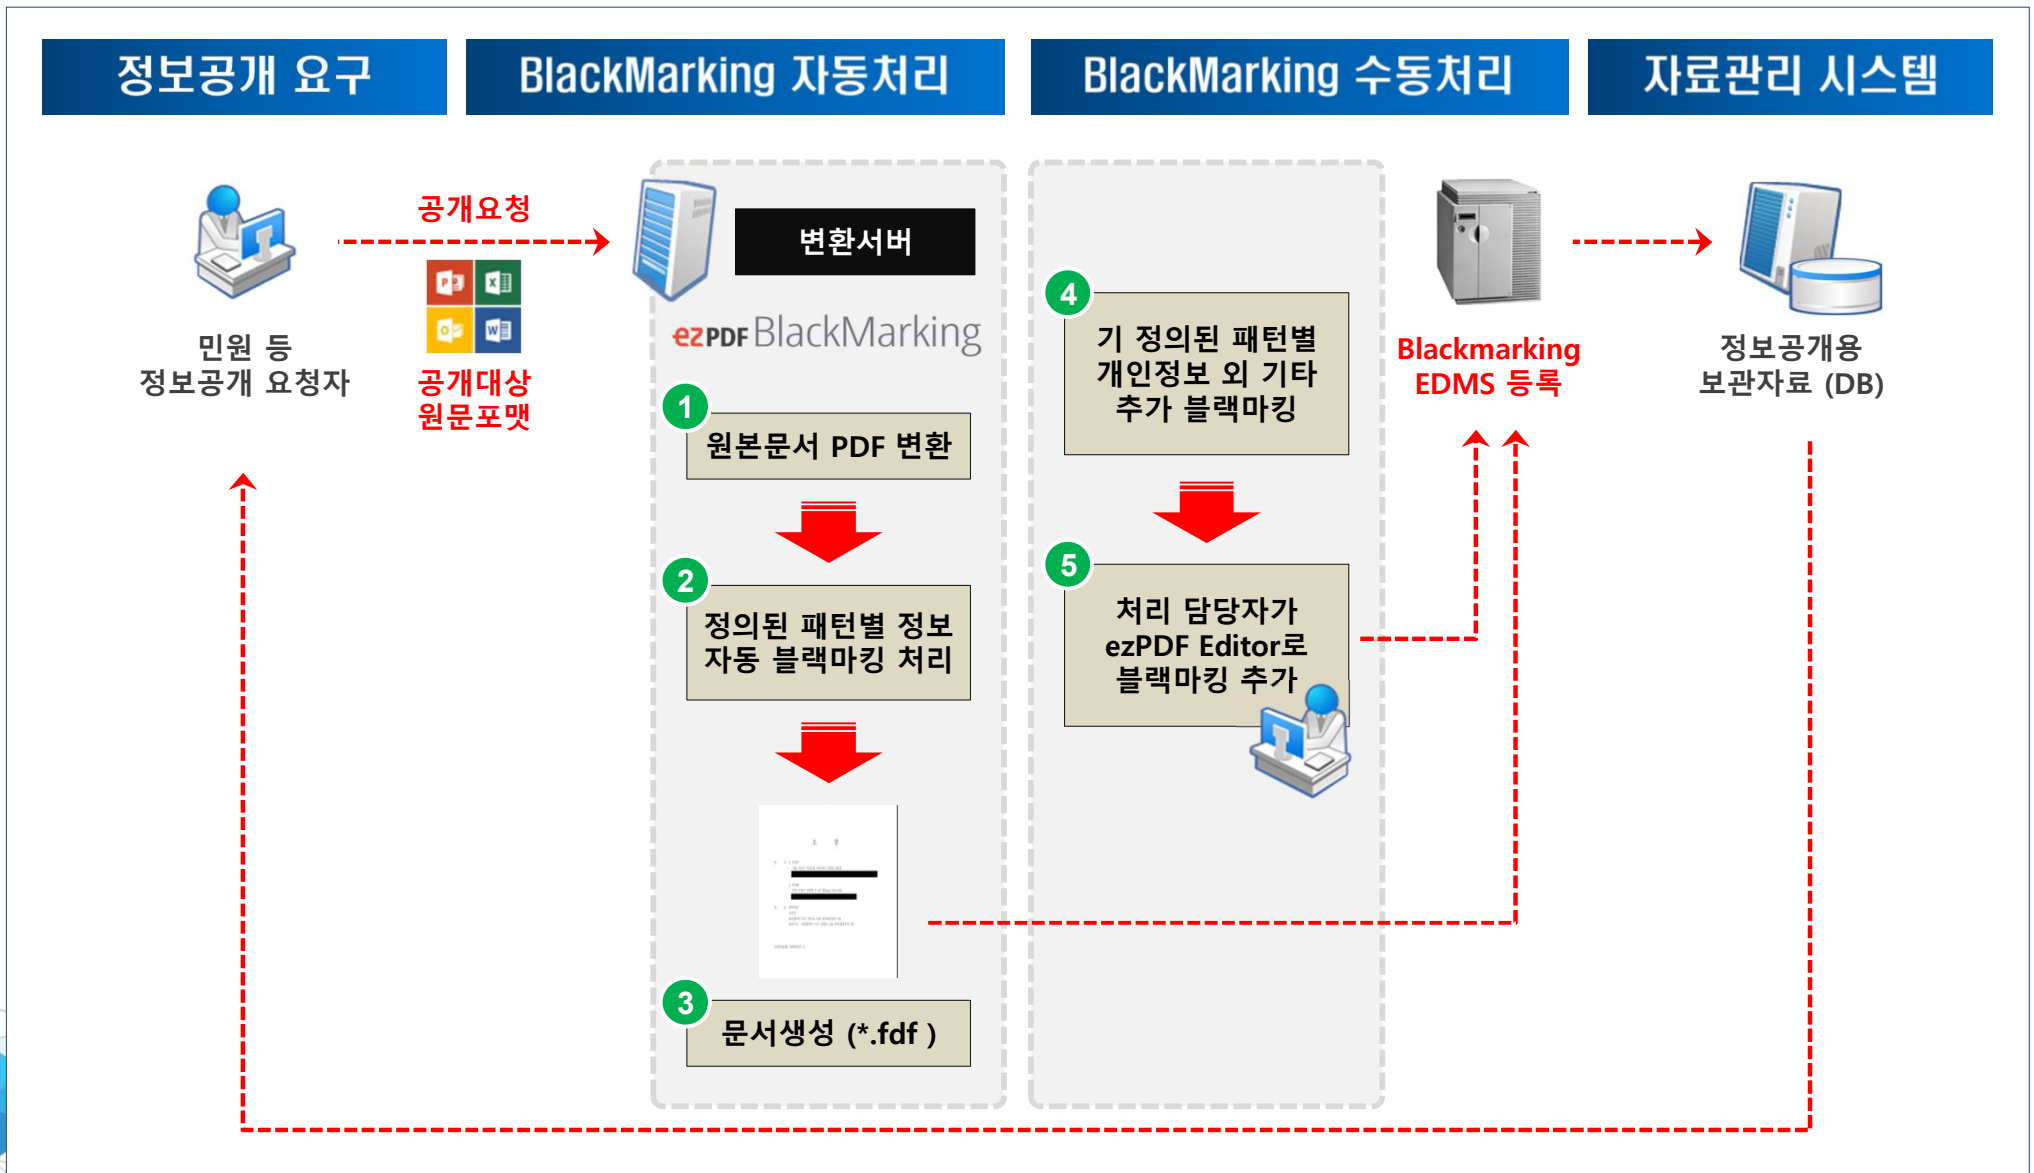 정보공개 요구
BlackMarking 자동처리
BlackMarking 수동처리
자료관리 시스템
민원 등
정보공개 요청자
공개요청
공개대상
원문포맷
변환서버
ezPDF BlackMarking
1
원본문서 PDF 변환
2
정의된 패턴별 정보
자동 블랙마킹 처리
3
문서생성 (*.fdf )
4
기 정의된 패턴별
개인정보 외 기타
추가 블랙마킹
5
처리 담당자가
ezPDF Editor로
블랙마킹 추가
Blackmarking
EDMS 등록
정보공개용
보관자료 (DB)